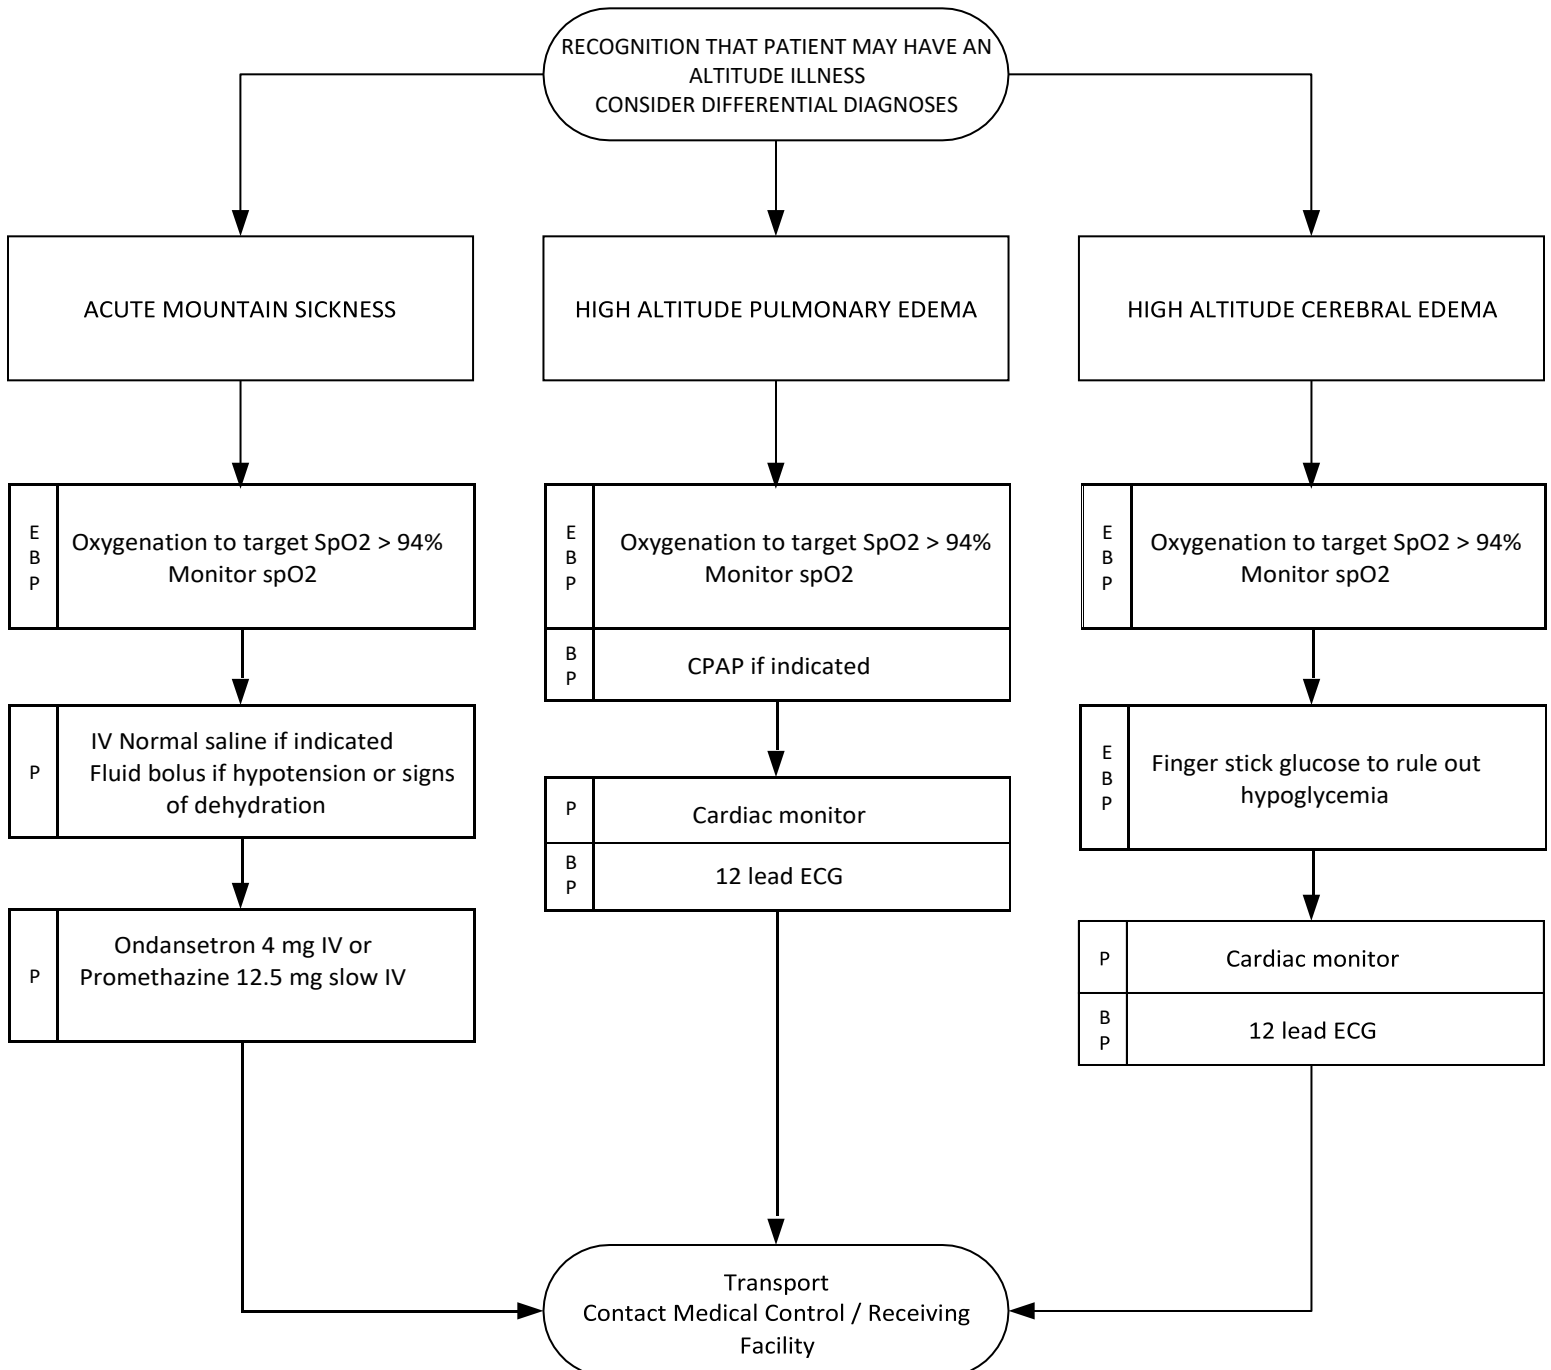 RECOGNITION THAT PATIENT MAY HAVE AN
ALTITUDE ILLNESS
CONSIDER DIFFERENTIAL DIAGNOSES
ACUTE MOUNTAIN SICKNESS
HIGH ALTITUDE PULMONARY EDEMA
HIGH ALTITUDE CEREBRAL EDEMA
E
B
P
Oxygenation to target SpO2 > 94%
Monitor spO2
E
B
P
Oxygenation to target SpO2 > 94%
Monitor spO2
E
B
P
Oxygenation to target SpO2 > 94%
Monitor spO2
B
P
CPAP if indicated
P
IV Normal saline if indicated
Fluid bolus if hypotension or signs
of dehydration
P
Cardiac monitor
B
P
12 lead ECG
E
B
P
Finger stick glucose to rule out
hypoglycemia
P
Ondansetron 4 mg IV or
Promethazine 12.5 mg slow IV
P
Cardiac monitor
B
P
12 lead ECG
Transport
Contact Medical Control / Receiving
Facility